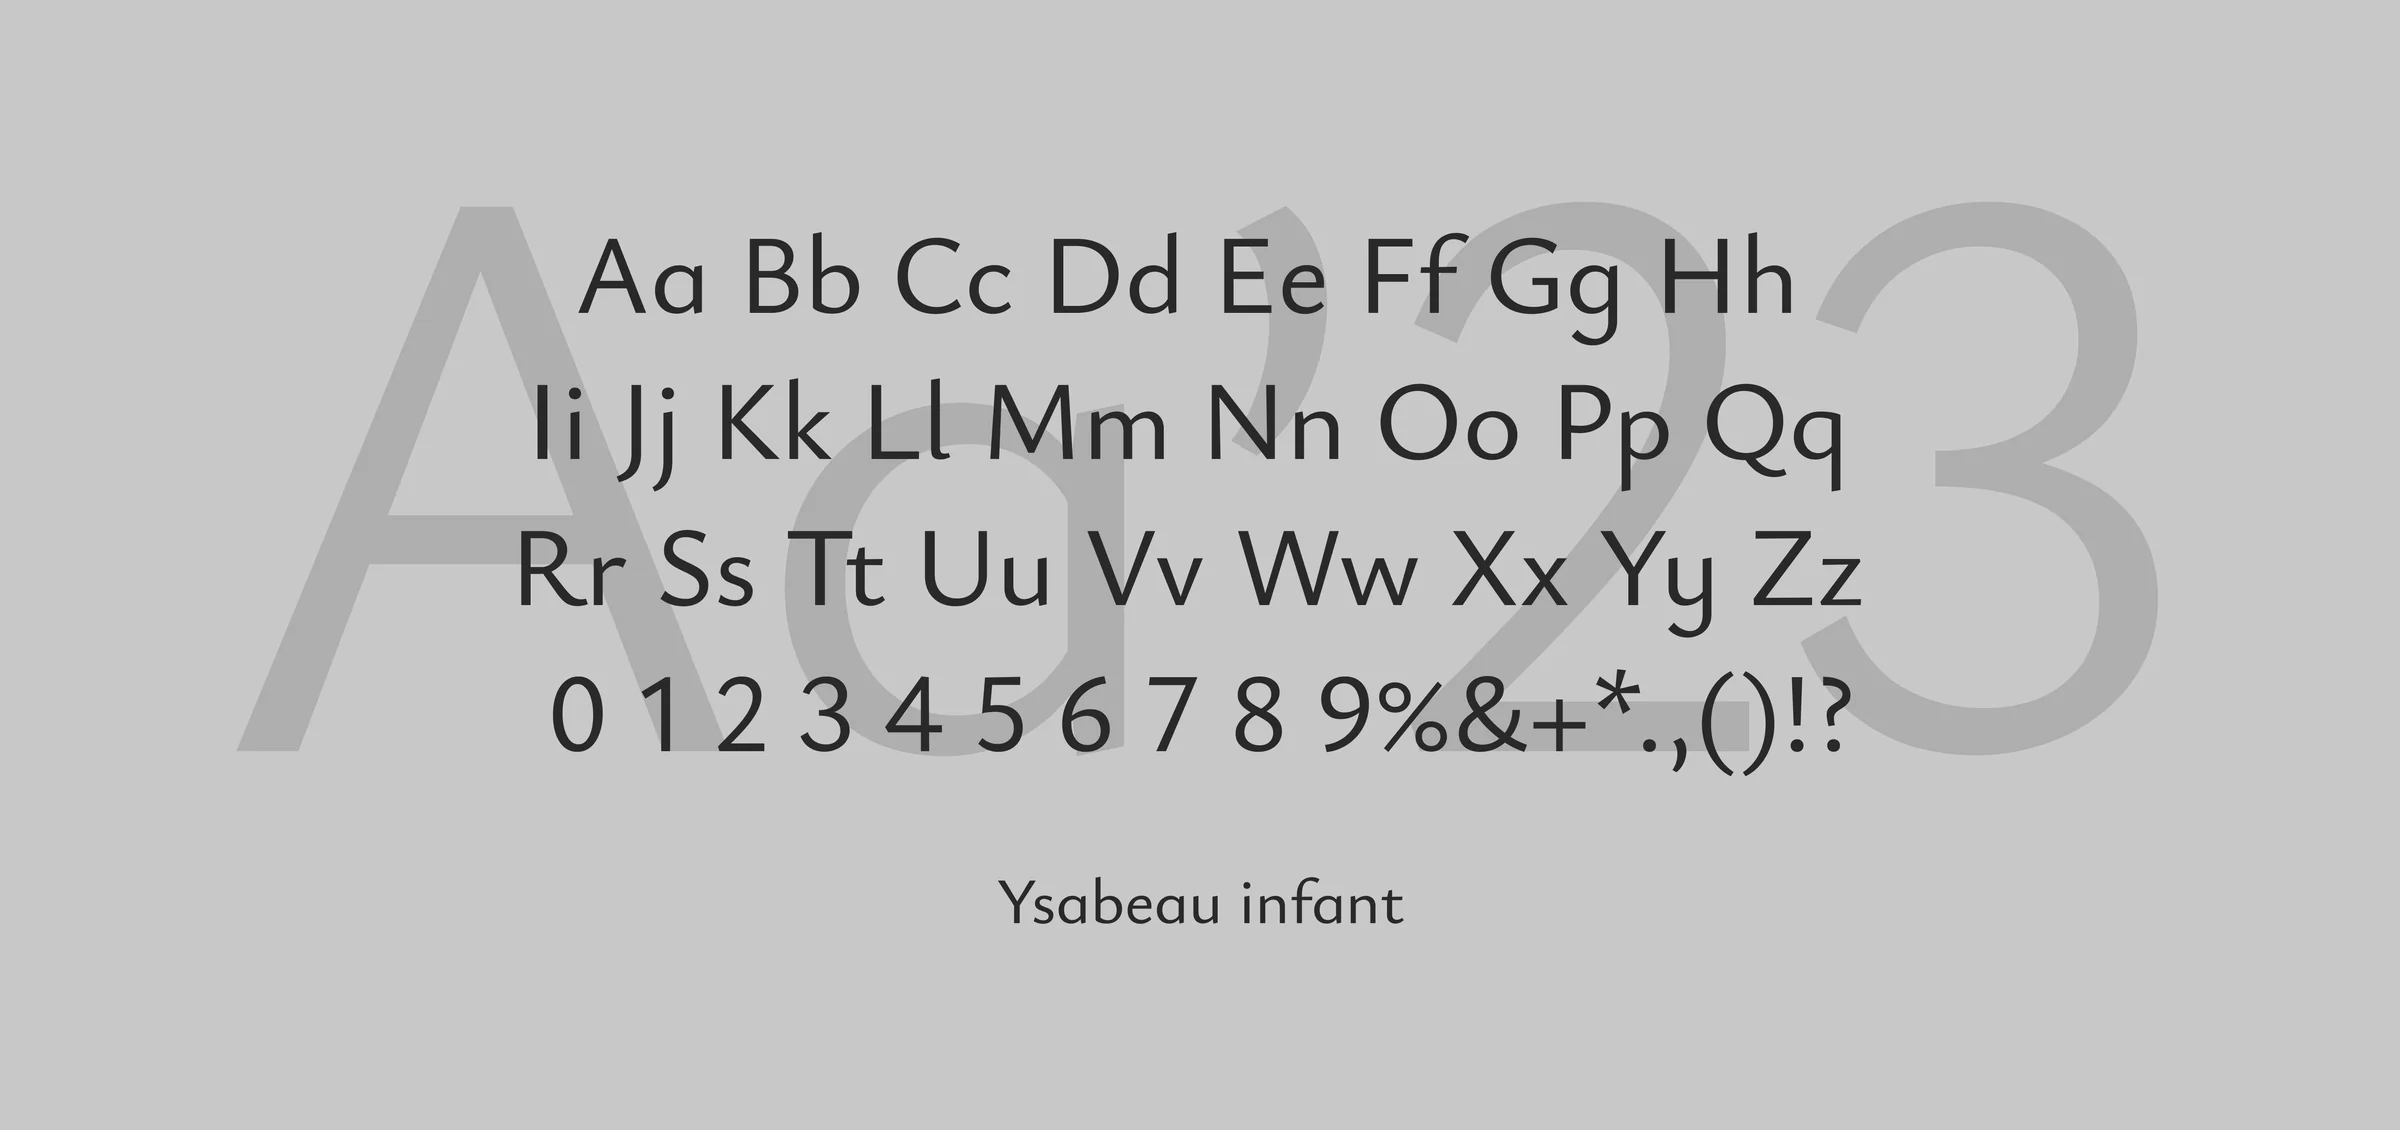 Aa Bb Cc Dd Ee Ff Gg Hh
Ii Jj Kk Ll Mm Nn Oo Pp Qq
Rr Ss Tt Uu Vv Ww Xx Yy Zz
0 1 2 3 4 5 6 7 8 9%&+*.,()!?
Aa’23
Ysabeau infant